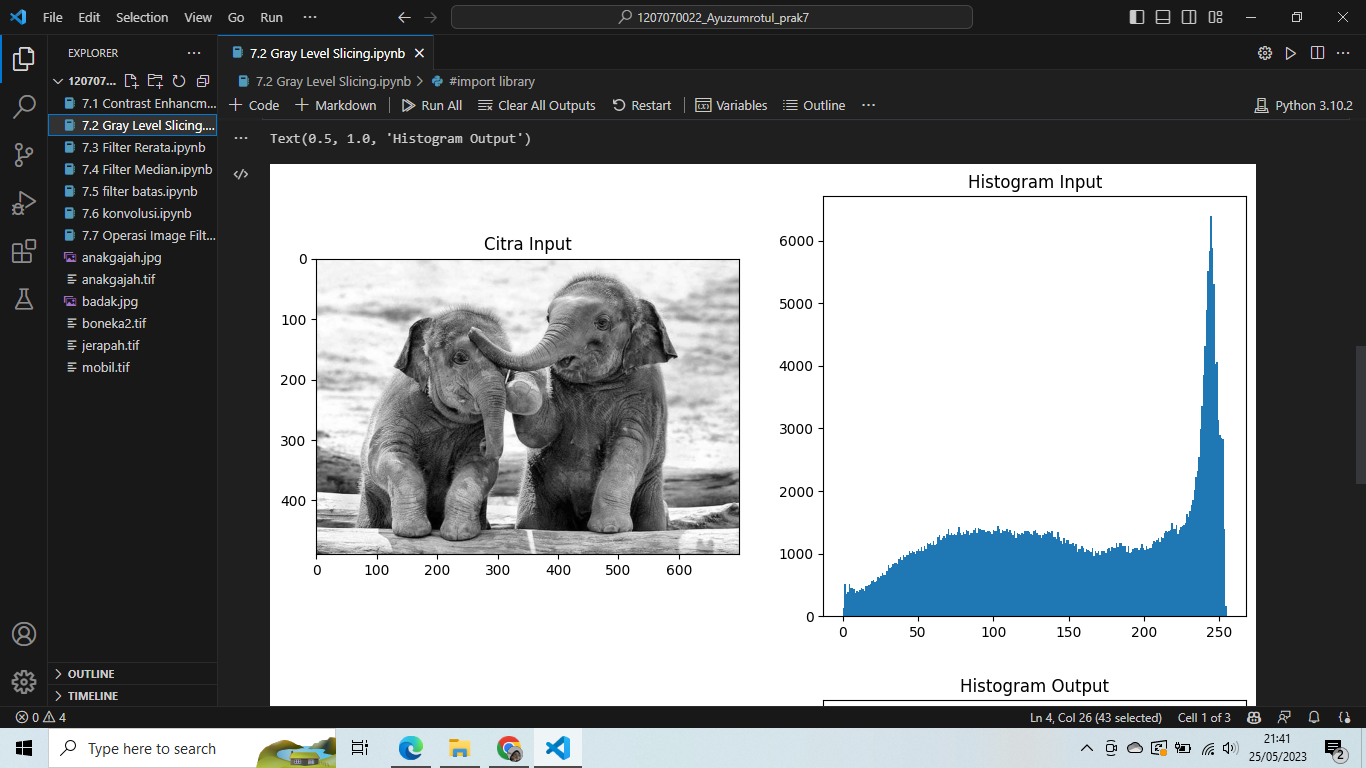 File Edit Selection View Go Run ··· 1207070022_Ayuzumrotul_prak7
EXPLORER ···
120707...
7.1 Contrast Enhancm...
7.2 Gray Level Slicing....
7.3 Filter Rerata.ipynb
7.4 Filter Median.ipynb
7.5 filter batas.ipynb
7.6 konvolusi.ipynb
7.7 Operasi Image Filt...
anakgajah.jpg
anakgajah.tif
badak.jpg
boneka2.tif
jerapah.tif
mobil.tif
OUTLINE
TIMELINE
7.2 Gray Level Slicing.ipynb
7.2 Gray Level Slicing.ipynb > #import library
+ Code + Markdown Run All Clear All Outputs Restart Variables Outline ··· Python 3.10.2
Text(0.5, 1.0, 'Histogram Output')
Citra Input
0
100
200
300
400
0 100 200 300 400 500 600
Histogram Input
6000
5000
4000
3000
2000
1000
0
0 50 100 150 200 250
Histogram Output
0 4 Ln 4, Col 26 (43 selected) Cell 1 of 3
Type here to search
21:41
25/05/2023
2